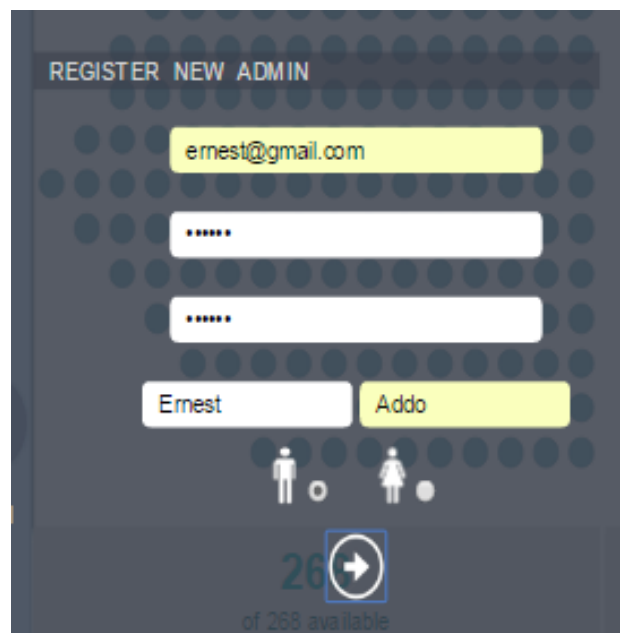 REGISTER NEW ADMIN
ernest@gmail.com
••••••
••••••
Ernest Addo
of 268 available